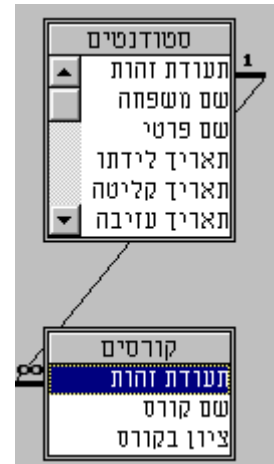 סטודנטים
תעודת זהות
1
שם משפחה
שם פרטי
תאריך לידתו
תאריך קליטה
תאריך עזיבה
קורסים
∞
תעודת זהות
שם קורס
ציון בקורס